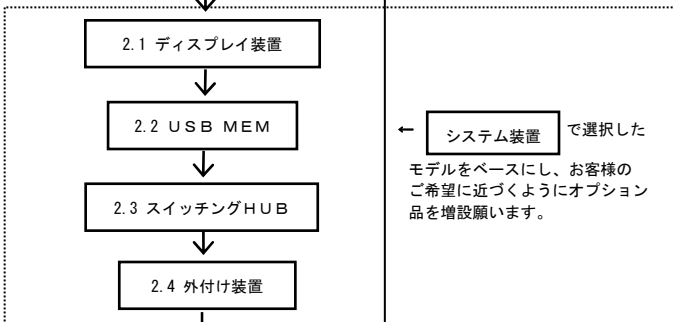 2.1 ディスプレイ装置
2.2 ＵＳＢ ＭＥＭ
2.3 スイッチングＨＵＢ
2.4 外付け装置
← システム装置 で選択した
モデルをベースにし、お客様の
ご希望に近づくようにオプション
品を増設願います。